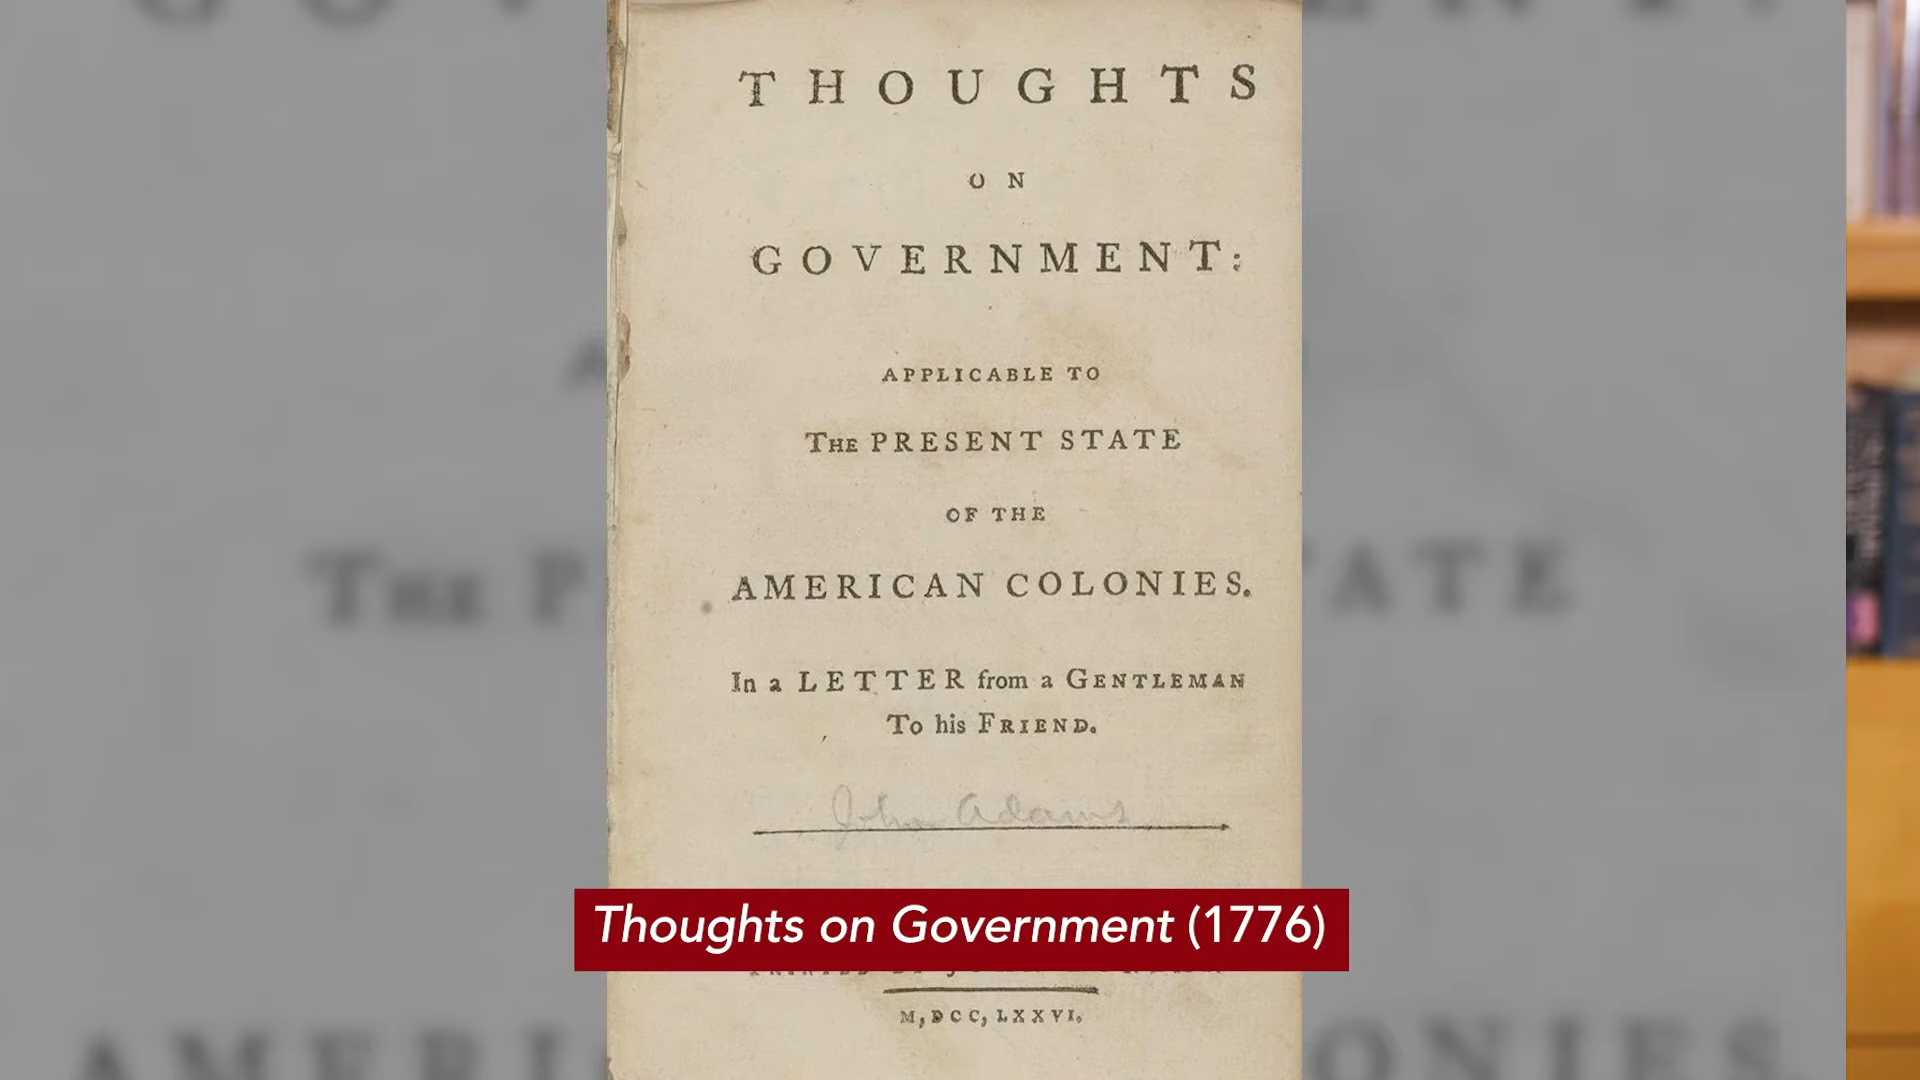 THOUGHTS
ON
GOVERNMENT:
APPLICABLE TO
THE PRESENT STATE
OF THE
AMERICAN COLONIES.
In a LETTER from a GENTLEMAN
To his FRIEND.
John Adams
Thoughts on Government (1776)
M,DCC,LXXVI.